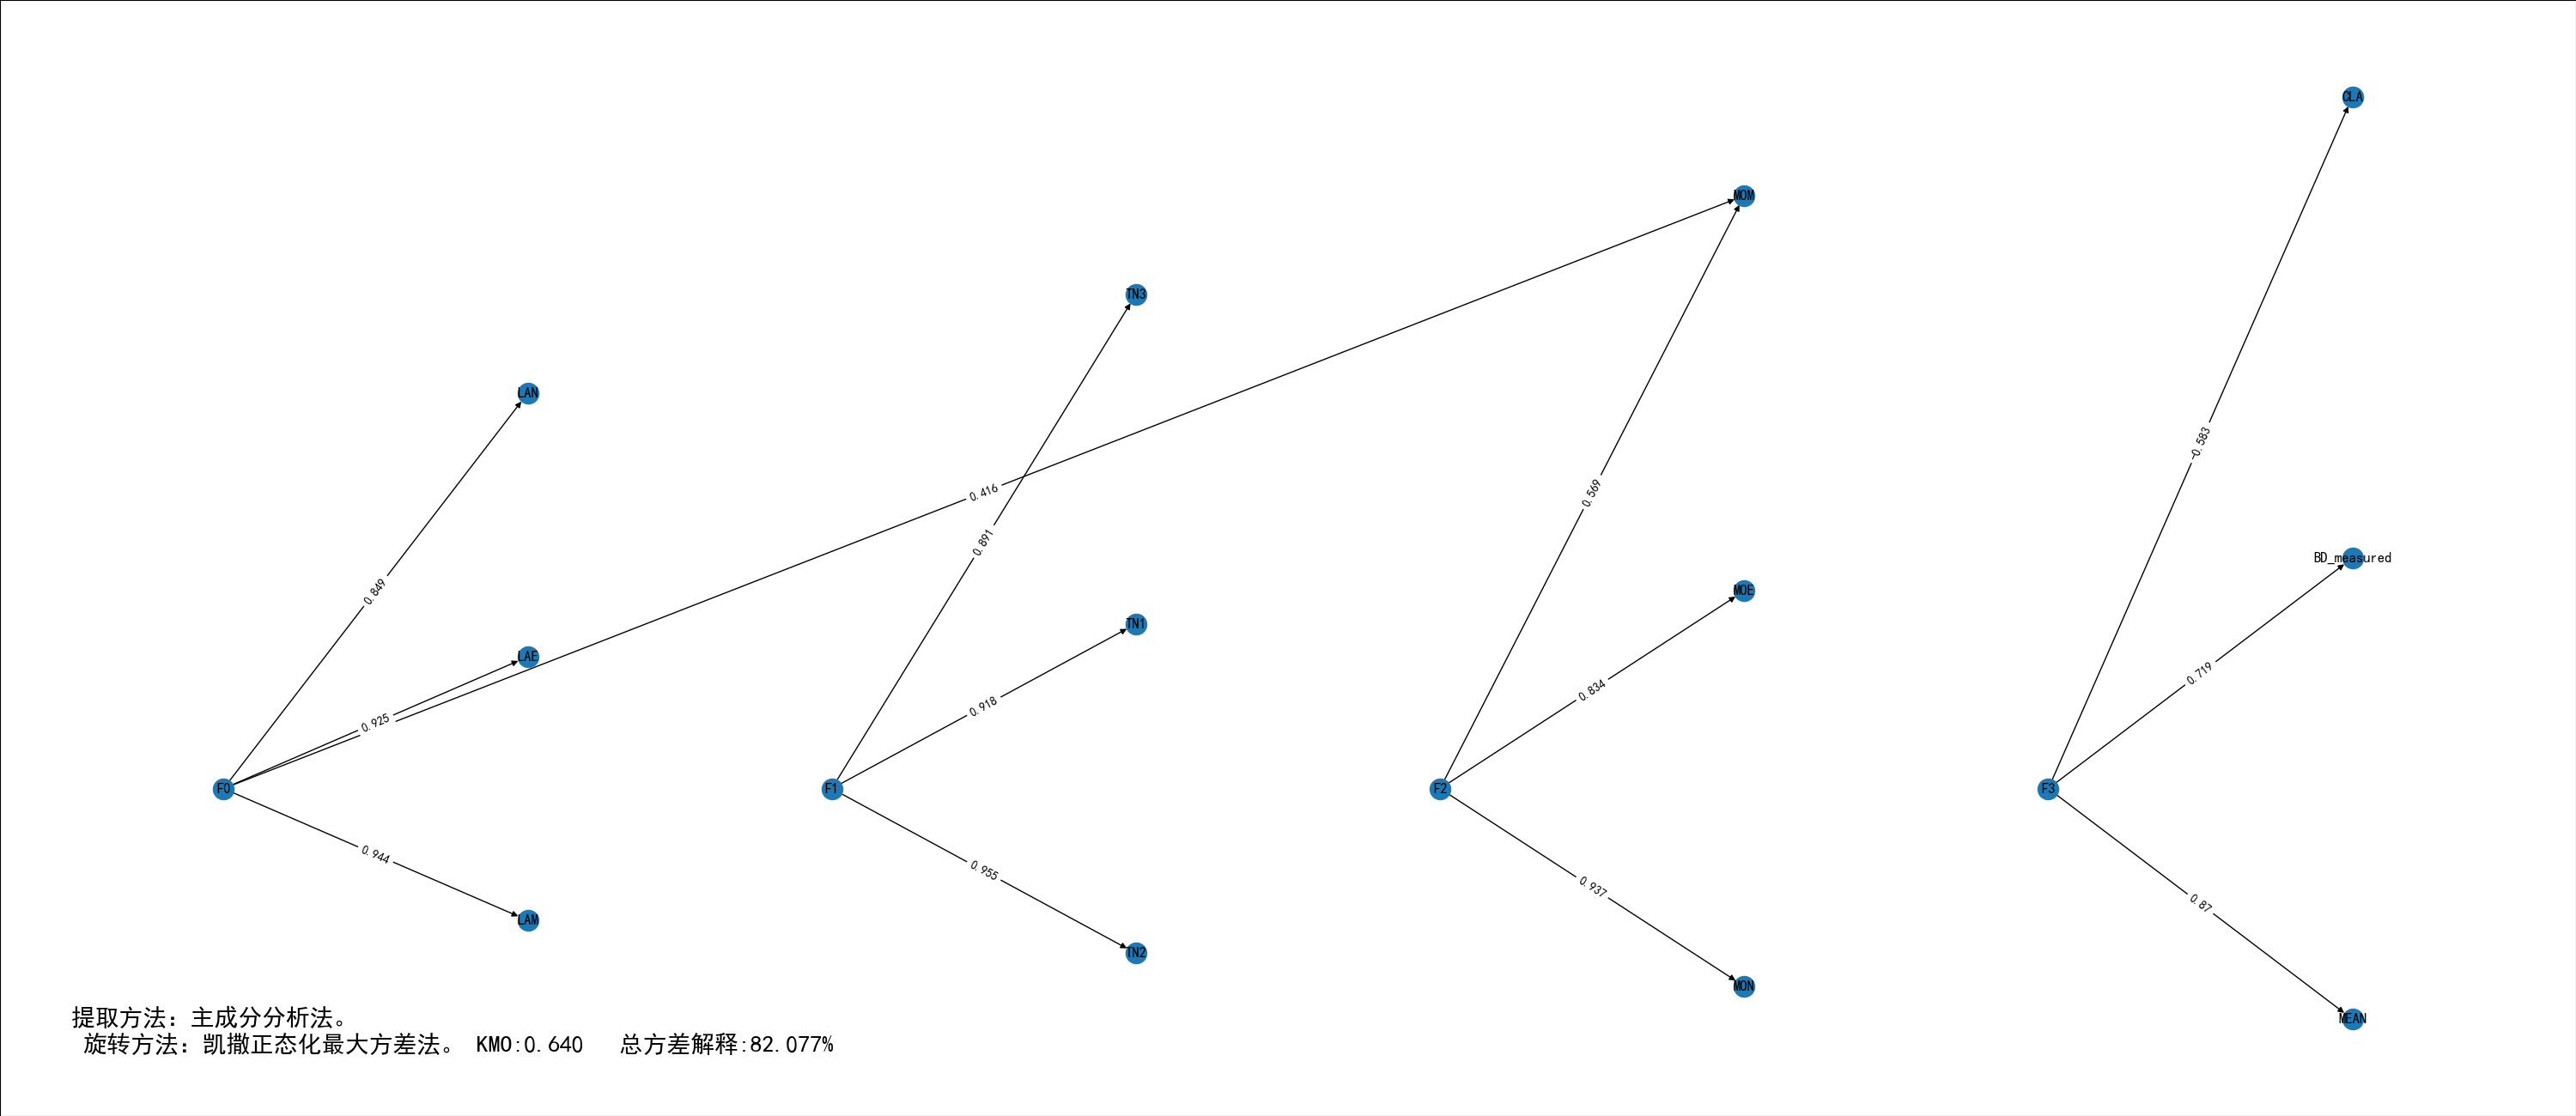 CLA
MOM
TN3
LAN
-0.583
0.416
0.569
0.891
BD_measured
MOE
0.849
TN1
LAE
0.719
0.834
0.918
0.925
F0
F1
F2
F3
0.944
0.955
0.937
0.87
LAM
TN2
MON
MEAN
提取方法：主成分分析法。
旋转方法：凯撒正态化最大方差法。 KMO:0.640 总方差解释:82.077%